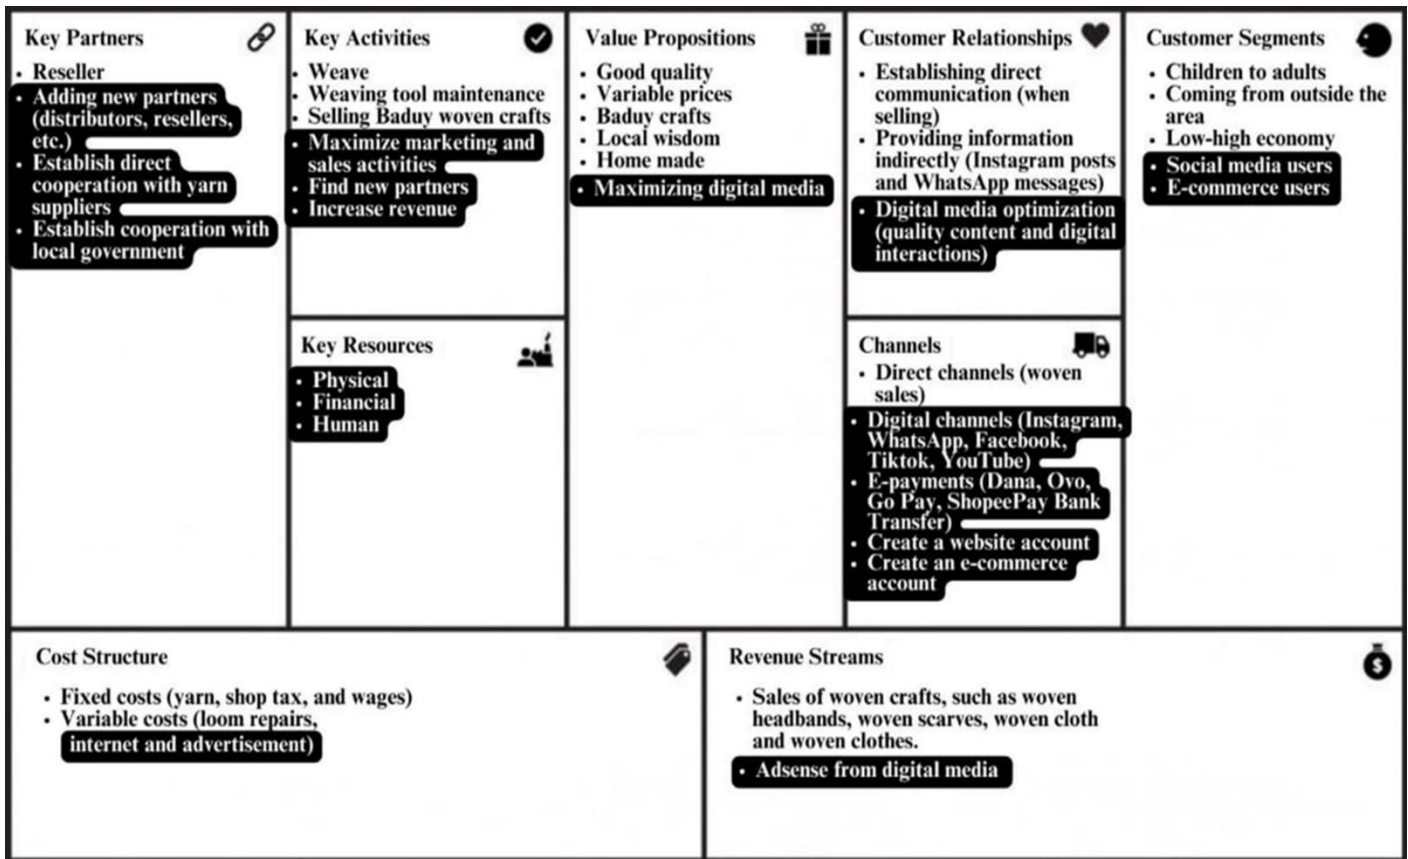 Key Partners
• Reseller
• Adding new partners
(distributors, resellers,
etc.)
• Establish direct
cooperation with yarn
suppliers
• Establish cooperation with
local government
Key Activities
• Weave
• Weaving tool maintenance
• Selling Baduy woven crafts
• Maximize marketing and
sales activities
• Find new partners
• Increase revenue
Key Resources
• Physical
• Financial
• Human
Value Propositions
• Good quality
• Variable prices
• Baduy crafts
• Local wisdom
• Home made
• Maximizing digital media
Customer Relationships
• Establishing direct
communication (when
selling)
• Providing information
indirectly (Instagram posts
and WhatsApp messages)
• Digital media optimization
(quality content and digital
interactions)
Channels
• Direct channels (woven
sales)
• Digital channels (Instagram,
WhatsApp, Facebook,
Tiktok, YouTube)
• E-payments (Dana, Ovo,
Go Pay, ShopeePay Bank
Transfer)
• Create a website account
• Create an e-commerce
account
Customer Segments
• Children to adults
• Coming from outside the
area
• Low-high economy
• Social media users
• E-commerce users
Cost Structure
• Fixed costs (yarn, shop tax, and wages)
• Variable costs (loom repairs,
internet and advertisement)
Revenue Streams
• Sales of woven crafts, such as woven
headbands, woven scarves, woven cloth
and woven clothes.
• Adsense from digital media
$